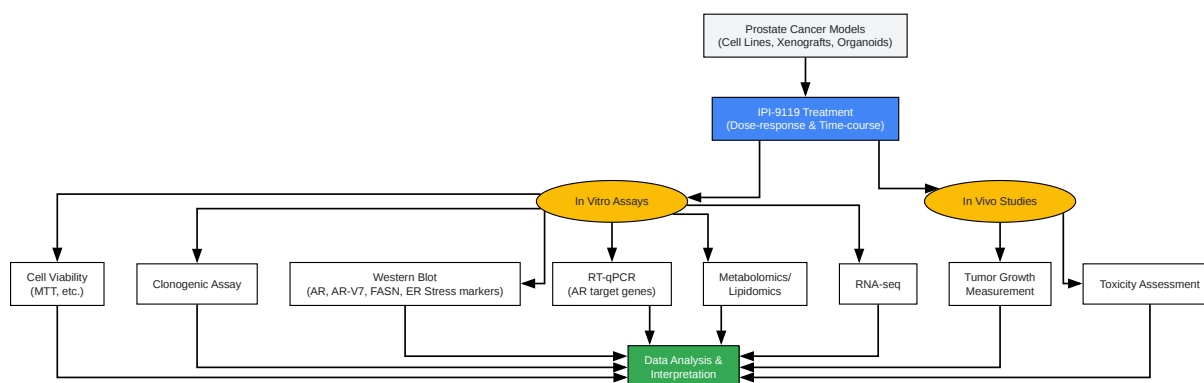 Prostate Cancer Models
(Cell Lines, Xenografts, Organoids)
IPI-9119 Treatment
(Dose-response & Time-course)
In Vitro Assays
In Vivo Studies
Cell Viability
(MTT, etc.)
Clonogenic Assay
Western Blot
(AR, AR-V7, FASN, ER Stress markers)
RT-qPCR
(AR target genes)
Metabolomics/
Lipidomics
RNA-seq
Tumor Growth
Measurement
Toxicity Assessment
Data Analysis &
Interpretation